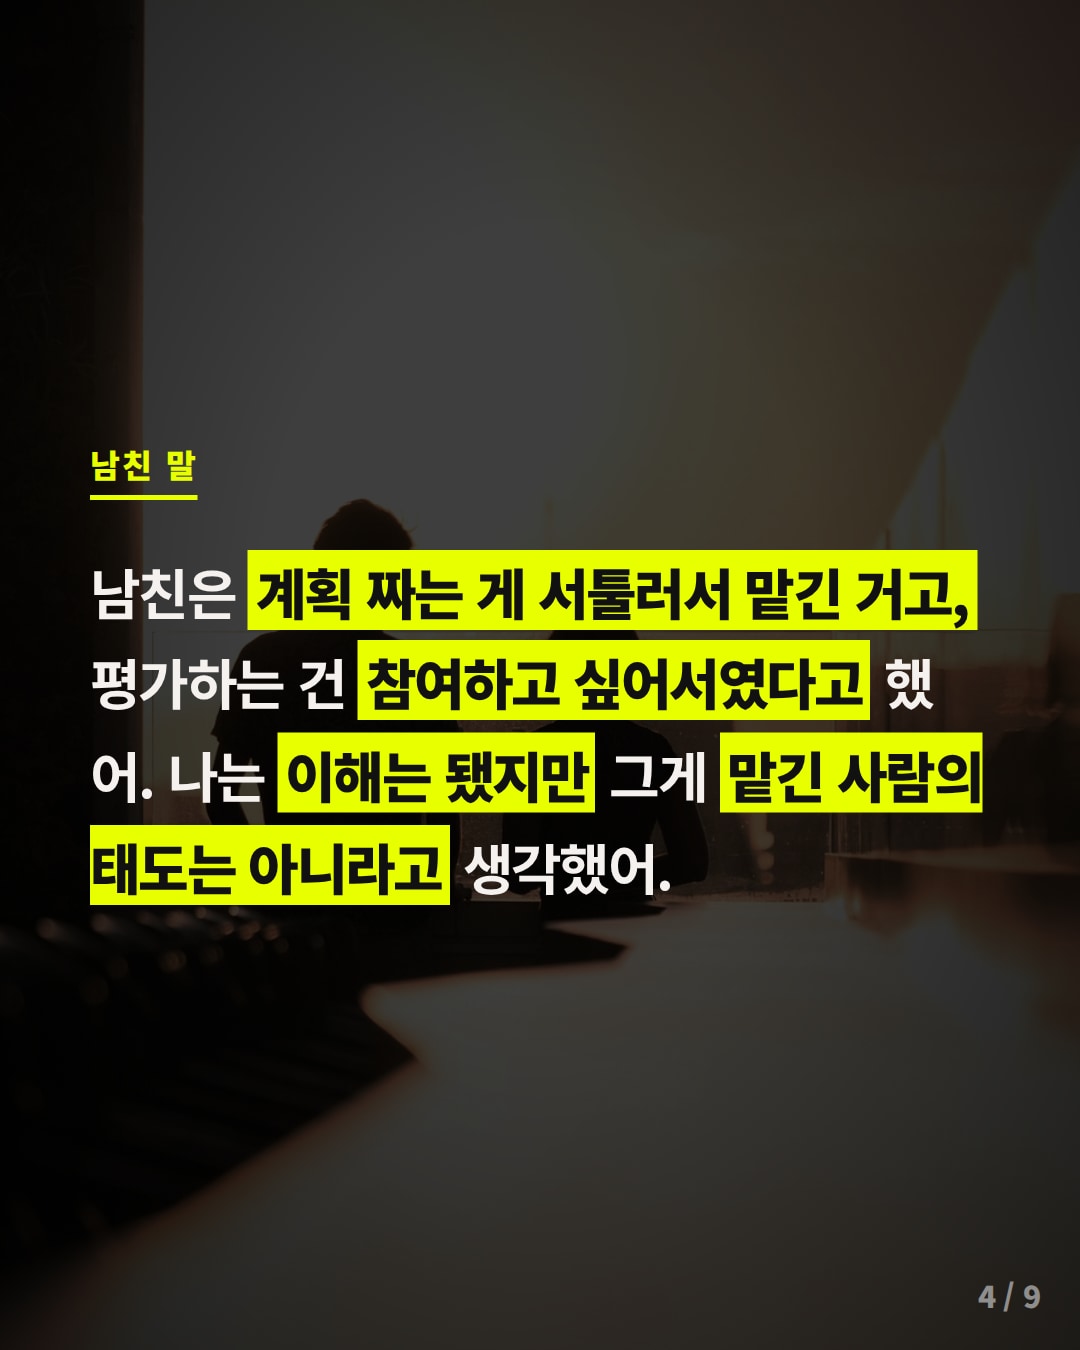 남친 말
남친은 계획 짜는 게 서툴러서 맡긴 거고,
평가하는 건 참여하고 싶어서였다고 했
어. 나는 이해는 됐지만 그게 맡긴 사람의
태도는 아니라고 생각했어.
4 / 9